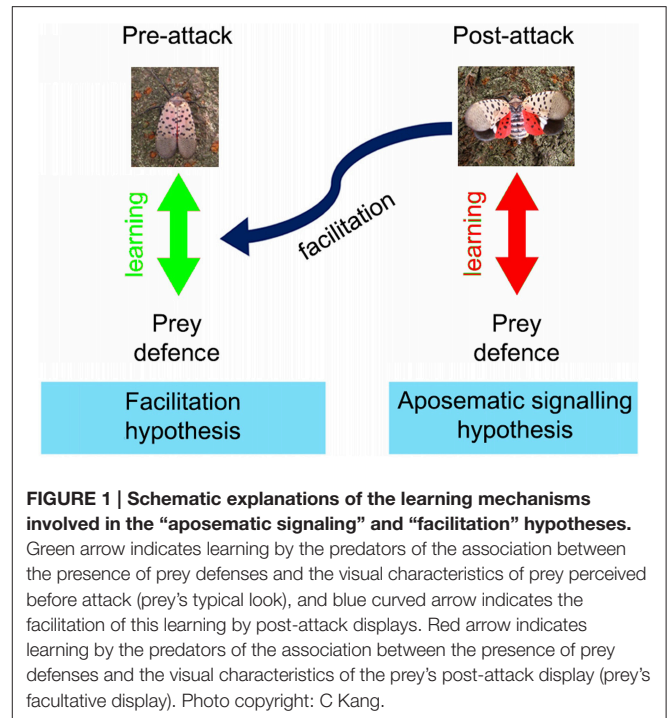 Pre-attack
Post-attack
learning
facilitation
learning
Prey
defence
Prey
defence
Facilitation
hypothesis
Aposematic signalling
hypothesis
FIGURE 1 | Schematic explanations of the learning mechanisms
involved in the “aposematic signaling” and “facilitation” hypotheses.
Green arrow indicates learning by the predators of the association between
the presence of prey defenses and the visual characteristics of prey perceived
before attack (prey’s typical look), and blue curved arrow indicates the
facilitation of this learning by post-attack displays. Red arrow indicates
learning by the predators of the association between the presence of prey
defenses and the visual characteristics of the prey’s post-attack display (prey’s
facultative display). Photo copyright: C Kang.